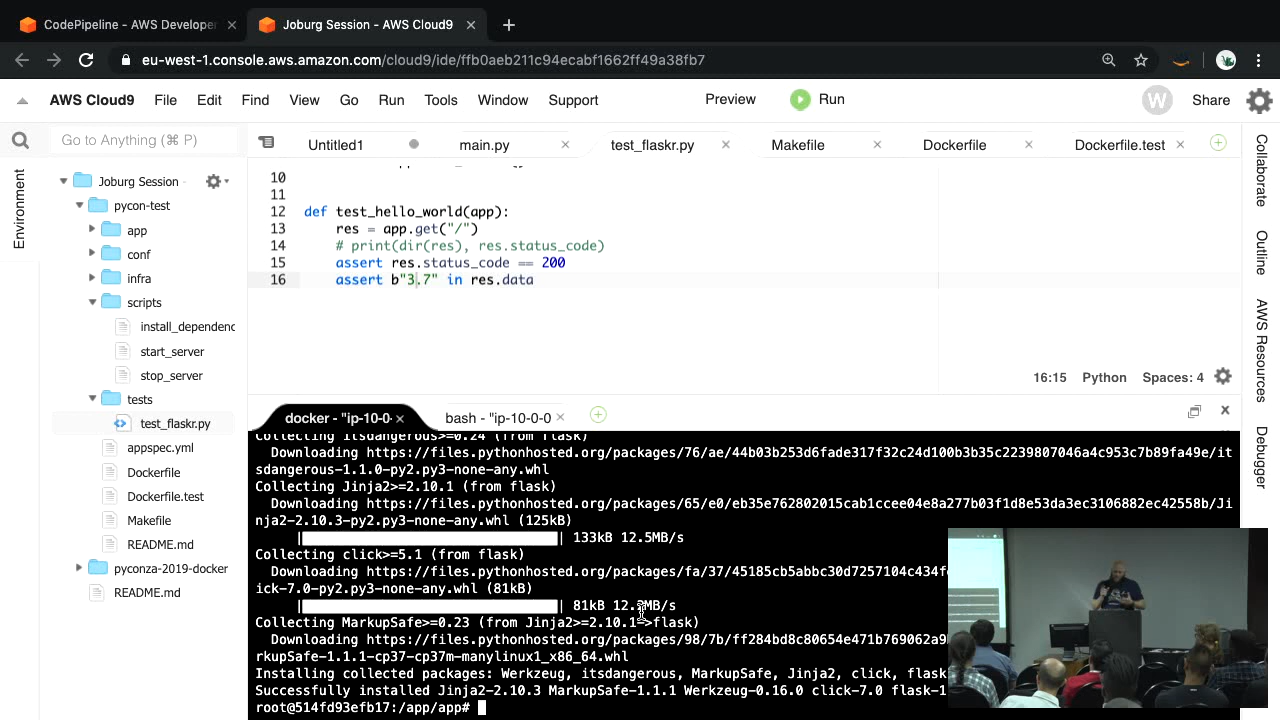 CodePipeline - AWS Developer
Joburg Session - AWS Cloud9
eu-west-1.console.aws.amazon.com/cloud9/ide/ffb0aeb211c94ecabf1662ff49a38fb7
AWS Cloud9 File Edit Find View Go Run Tools Window Support Preview Run W Share
Go to Anything (⌘ P)
Untitled1 main.py test_flaskr.py Makefile Dockerfile Dockerfile.test
Environment
Joburg Session -
pycon-test
app
conf
infra
scripts
install_dependenc
start_server
stop_server
tests
test_flaskr.py
appspec.yml
Dockerfile
Dockerfile.test
Makefile
README.md
pyconza-2019-docker
README.md
10
11
12 def test_hello_world(app):
13 res = app.get("/")
14 # print(dir(res), res.status_code)
15 assert res.status_code == 200
16 assert b"3.7" in res.data
16:15 Python Spaces: 4
Collaborate
Outline
AWS Resources
Debugger
docker - "ip-10-0- bash - "ip-10-0-0
Collecting itsdangerous>=0.24 (from flask)
Downloading https://files.pythonhosted.org/packages/76/ae/44b03b253d6fade317f32c24d100b3b35c2239807046a4c953c7b89fa49e/it
sdangerous-1.1.0-py2.py3-none-any.whl
Collecting Jinja2>=2.10.1 (from flask)
Downloading https://files.pythonhosted.org/packages/65/e0/eb35e762802015cab1ccee04e8a277b03f1d8e53da3ec3106882ec42558b/Ji
nja2-2.10.3-py2.py3-none-any.whl (125kB)
133kB 12.5MB/s
Collecting click>=5.1 (from flask)
Downloading https://files.pythonhosted.org/packages/fa/37/45185cb5abbc30d7257104c434fe
ick-7.0-py2.py3-none-any.whl (81kB)
81kB
Collecting MarkupSafe>=0.23 (from Jinja2>=2.10.1->flask)
Downloading https://files.pythonhosted.org/packages/98/7b/ff284bd8c80654e471b769062a9
rkupSafe-1.1.1-cp37-cp37m-manylinux1_x86_64.whl
Installing collected packages: Werkzeug, itsdangerous, MarkupSafe, Jinja2, click, flask
Successfully installed Jinja2-2.10.3 MarkupSafe-1.1.1 Werkzeug-0.16.0 click-7.0 flask-1
root@514fd93efb17:/app/app#